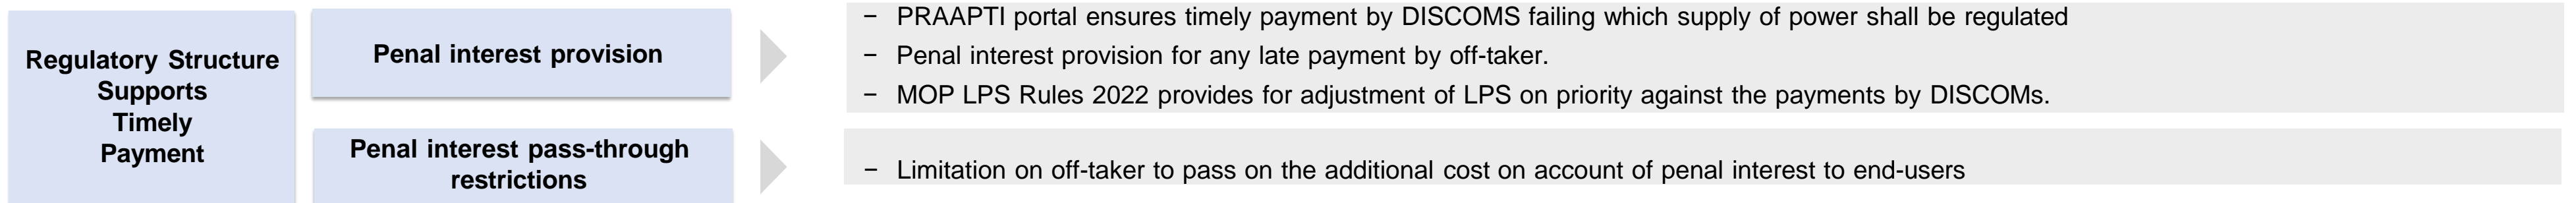 Regulatory Structure
Supports
Timely
Payment
Penal interest provision
− PRAAPTI portal ensures timely payment by DISCOMS failing which supply of power shall be regulated
− Penal interest provision for any late payment by off-taker.
− MOP LPS Rules 2022 provides for adjustment of LPS on priority against the payments by DISCOMs.
Penal interest pass-through
restrictions
− Limitation on off-taker to pass on the additional cost on account of penal interest to end-users